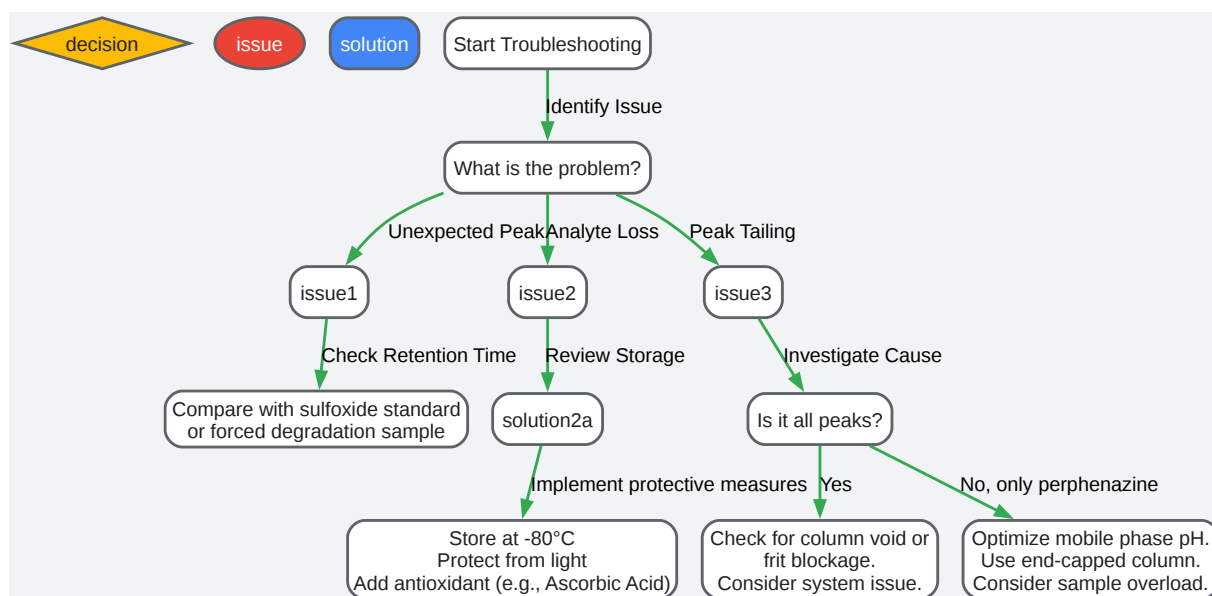 decision
issue
solution
Start Troubleshooting
Identify Issue
What is the problem?
Unexpected Peak
Analyte Loss
Peak Tailing
issue1
issue2
issue3
Check Retention Time
Review Storage
Investigate Cause
Compare with sulfoxide standard
or forced degradation sample
solution2a
Is it all peaks?
Implement protective measures
Yes
No, only perphenazine
Store at -80°C
Protect from light
Add antioxidant (e.g., Ascorbic Acid)
Check for column void or
frit blockage.
Consider system issue.
Optimize mobile phase pH.
Use end-capped column.
Consider sample overload.